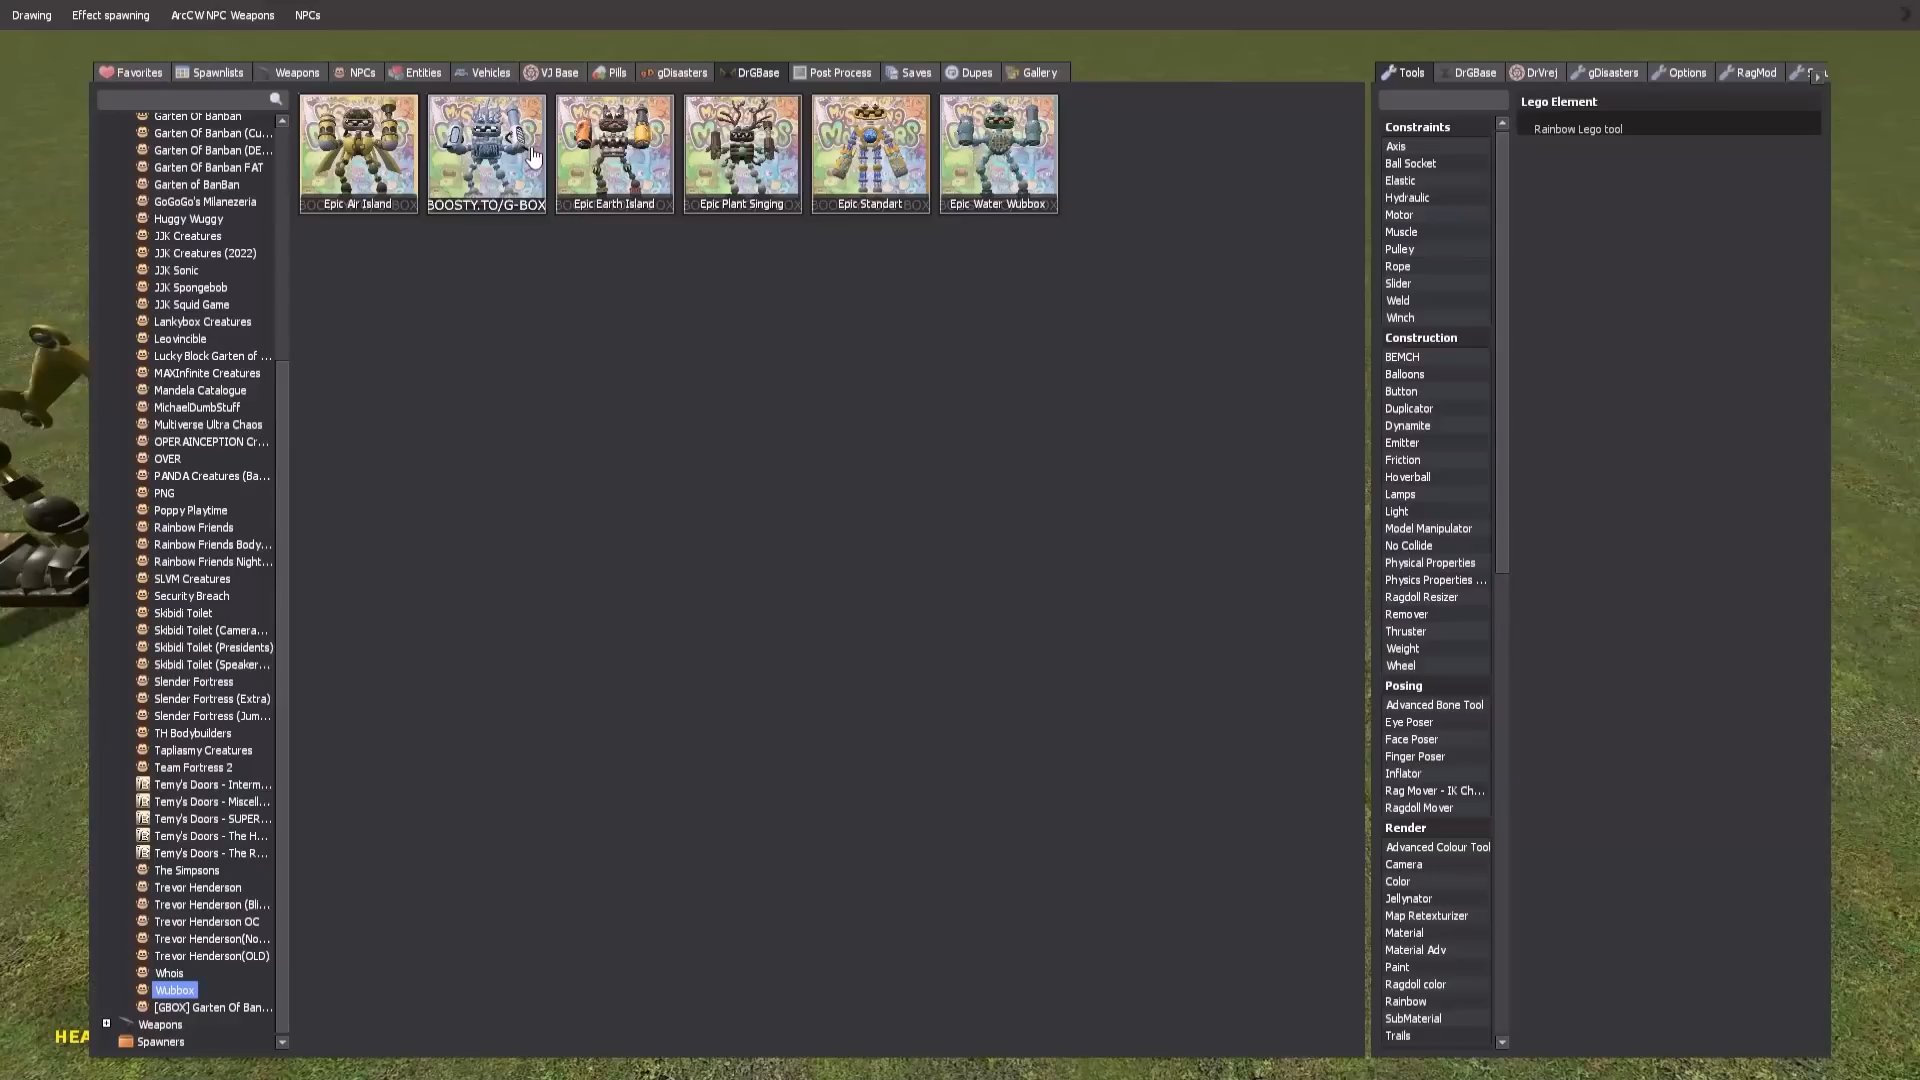 Drawing
Effect spawning
ArcCW NPC Weapons
NPCs
Favorites
Spawnlists
Weapons
NPCs
Entities
Vehicles
VJ Base
Pills
gDisasters
DrGBase
Post Process
Saves
Dupes
Gallery
Garten Of Banban
Garten Of Banban (Cu...
Garten Of Banban (DE...
Garten Of Banban FAT
Garten of BanBan
GoGoGo's Milanezeria
Huggy Wuggy
JJK Creatures
JJK Creatures (2022)
JJK Sonic
JJK Spongebob
JJK Squid Game
Lankybox Creatures
Leovincible
Lucky Block Garten of ...
MAXInfinite Creatures
Mandela Catalogue
MichaelDumbStuff
Multiverse Ultra Chaos
OPERAINCEPTION Cr...
OVER
PANDA Creatures (Ba...
PNG
Poppy Playtime
Rainbow Friends
Rainbow Friends Body...
Rainbow Friends Night...
SLVM Creatures
Security Breach
Skibidi Toilet
Skibidi Toilet (Camera...
Skibidi Toilet (Presidents)
Skibidi Toilet (Speaker...
Slender Fortress
Slender Fortress (Extra)
Slender Fortress (Jum...
TH Bodybuilders
Tapliasmy Creatures
Team Fortress 2
Temy's Doors - Interm...
Temy's Doors - Miscell...
Temy's Doors - SUPER...
Temy's Doors - The H...
Temy's Doors - The R...
The Simpsons
Trevor Henderson
Trevor Henderson (Bli...
Trevor Henderson OC
Trevor Henderson(No...
Trevor Henderson(OLD)
Whois
Wubbox
[GBOX] Garten Of Ban...
Weapons
Spawners
HEA
Epic Air Island
BOOSTY.TO/G-BOX
Epic Earth Island
Epic Plant Singing
Epic Standart
Epic Water Wubbox
Tools
DrGBase
DrVrej
gDisasters
Options
RagMod
Constraints
Axis
Ball Socket
Elastic
Hydraulic
Motor
Muscle
Pulley
Rope
Slider
Weld
Winch
Construction
BEMCH
Balloons
Button
Duplicator
Dynamite
Emitter
Friction
Hoverball
Lamps
Light
Model Manipulator
No Collide
Physical Properties
Physics Properties ...
Ragdoll Resizer
Remover
Thruster
Weight
Wheel
Posing
Advanced Bone Tool
Eye Poser
Face Poser
Finger Poser
Inflator
Rag Mover - IK Ch...
Ragdoll Mover
Render
Advanced Colour Tool
Camera
Color
Jellynator
Map Retexturizer
Material
Material Adv
Paint
Ragdoll color
Rainbow
SubMaterial
Trails
Lego Element
Rainbow Lego tool